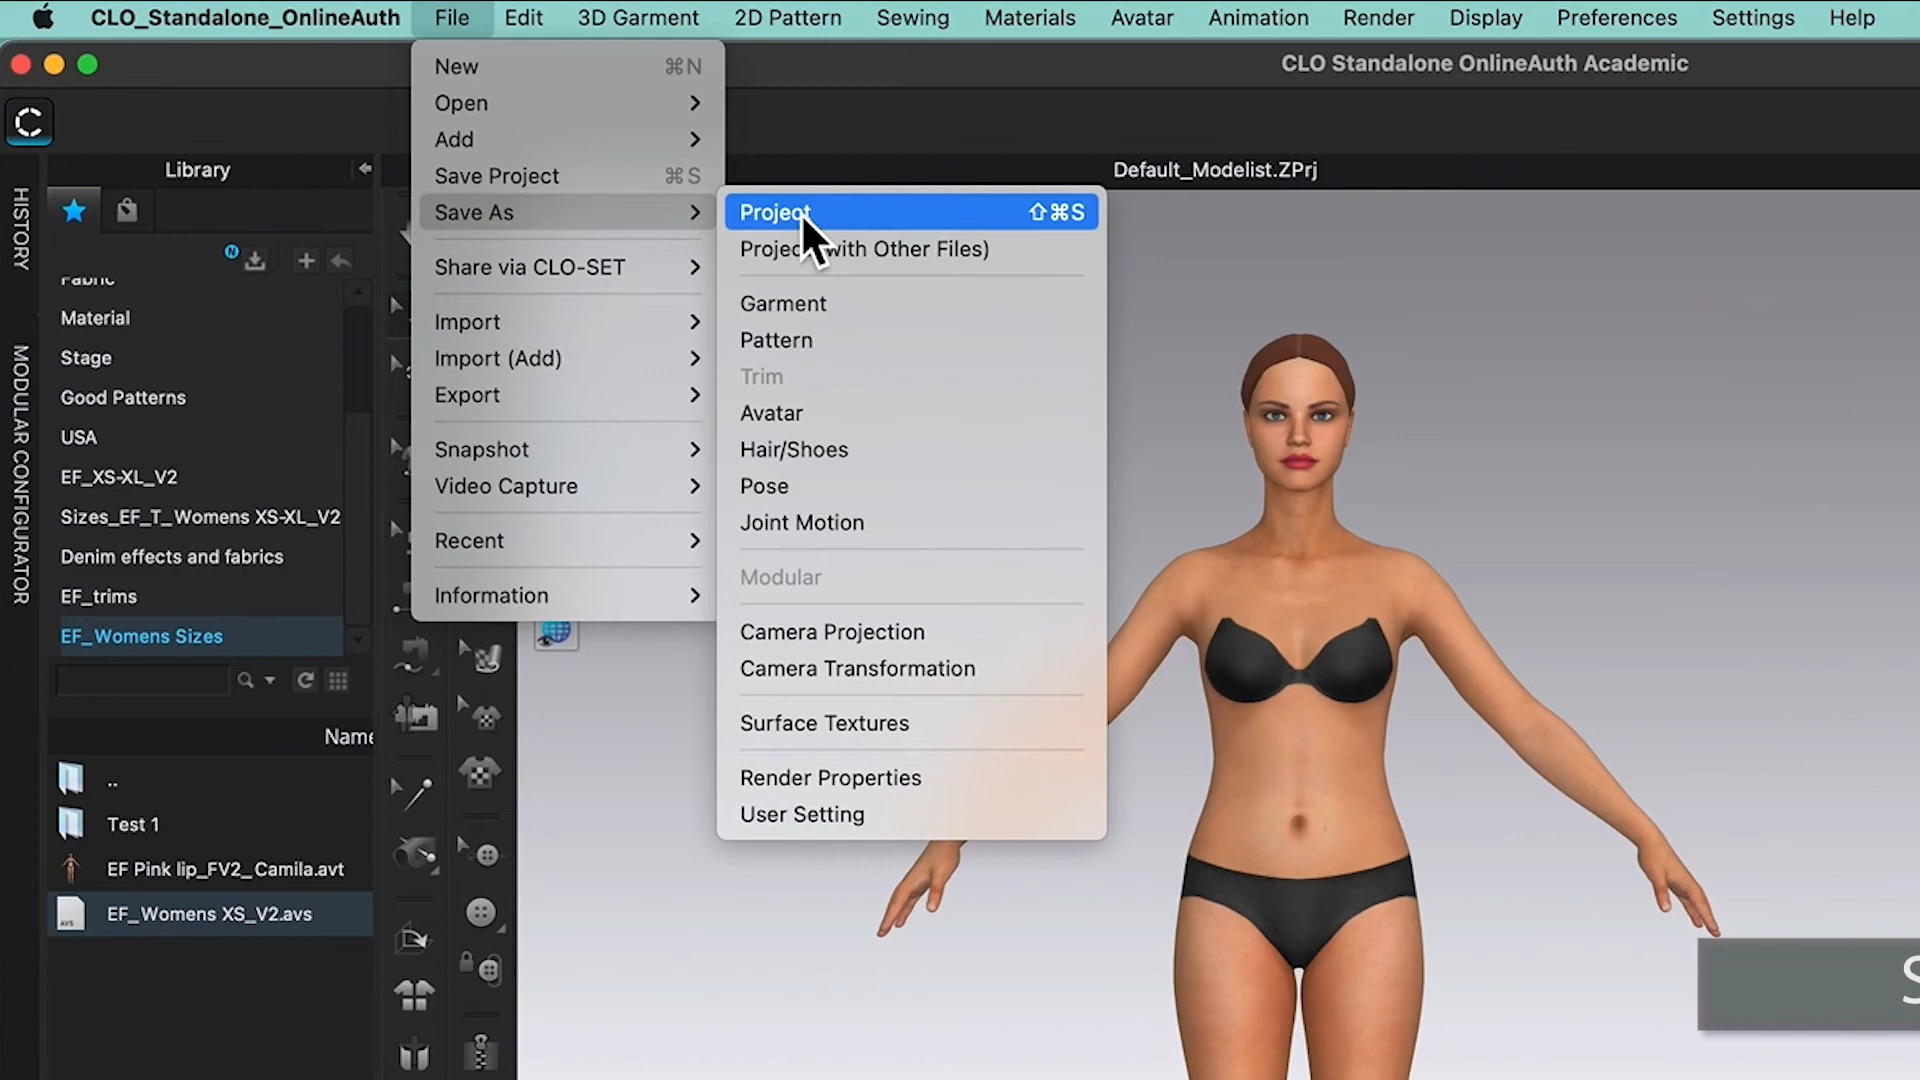 CLO_Standalone_OnlineAuth File Edit 3D Garment 2D Pattern Sewing Materials Avatar Animation Render Display Preferences Settings Help
CLO Standalone OnlineAuth Academic
Default_Modelist.ZPrj
New ⌘N
Open
Add
Save Project ⌘S
Save As
Share via CLO-SET
Import
Import (Add)
Export
Snapshot
Video Capture
Recent
Information
Project ⇧⌘S
Project (with Other Files)
Garment
Pattern
Trim
Avatar
Hair/Shoes
Pose
Joint Motion
Modular
Camera Projection
Camera Transformation
Surface Textures
Render Properties
User Setting
HISTORY
MODULAR CONFIGURATOR
Library
N
Fabric
Material
Stage
Good Patterns
USA
EF_XS-XL_V2
Sizes_EF_T_Womens XS-XL_V2
Denim effects and fabrics
EF_trims
EF_Womens Sizes
Name
..
Test 1
EF Pink lip_FV2_Camila.avt
AVS
EF_Womens XS_V2.avs
S